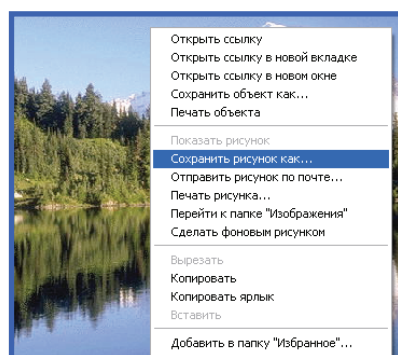 Открыть ссылку
Открыть ссылку в новой вкладке
Открыть ссылку в новом окне
Сохранить объект как...
Печать объекта
Показать рисунок
Сохранить рисунок как...
Отправить рисунок по почте...
Печать рисунка...
Перейти к папке "Изображения"
Сделать фоновым рисунком
Вырезать
Копировать
Копировать ярлык
Вставить
Добавить в папку "Избранное"...